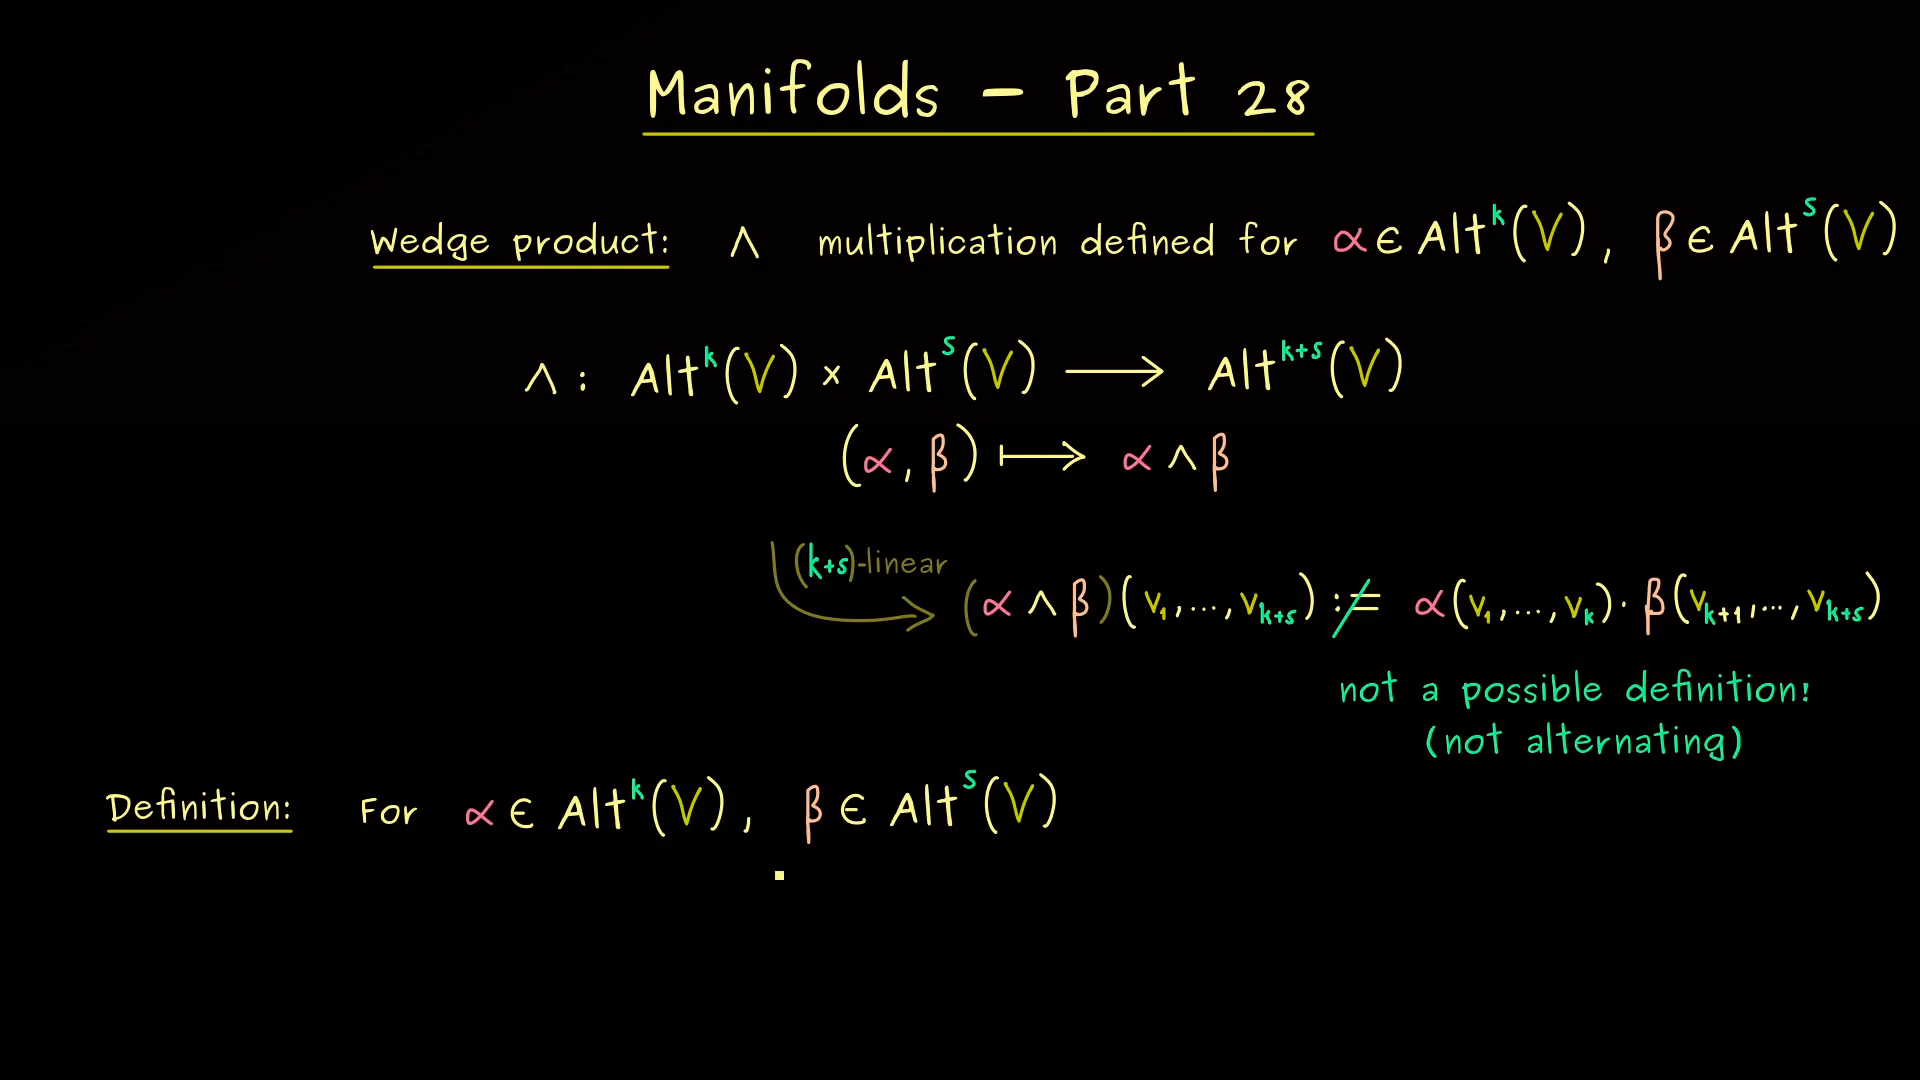 Manifolds – Part 28
Wedge product: ∧ multiplication defined for α ∈ Alt^k(V), β ∈ Alt^s(V)
∧ : Alt^k(V) × Alt^s(V) ⟶ Alt^{k+s}(V)
(α, β) ⟼ α ∧ β
(k+s)-linear
(α ∧ β)(v_1, ..., v_{k+s}) :≠ α(v_1, ..., v_k) · β(v_{k+1}, ..., v_{k+s})
not a possible definition!
(not alternating)
Definition: For α ∈ Alt^k(V), β ∈ Alt^s(V)